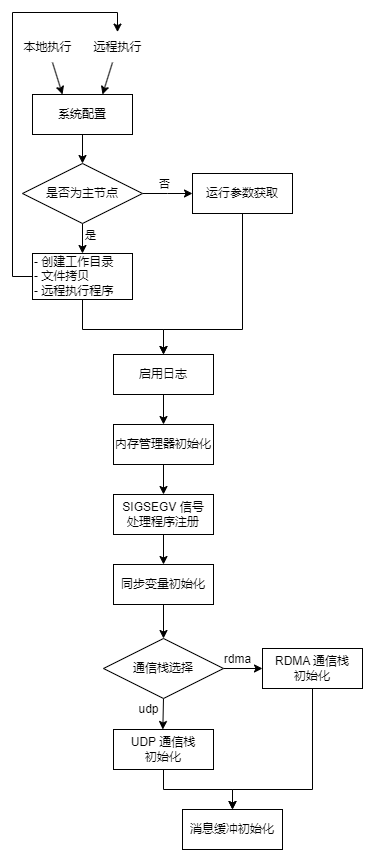 本地执行
远程执行
系统配置
是否为主节点
否
运行参数获取
是
- 创建工作目录
- 文件拷贝
- 远程执行程序
启用日志
内存管理器初始化
SIGSEGV 信号
处理程序注册
同步变量初始化
通信栈选择
rdma
RDMA 通信栈
初始化
udp
UDP 通信栈
初始化
消息缓冲初始化